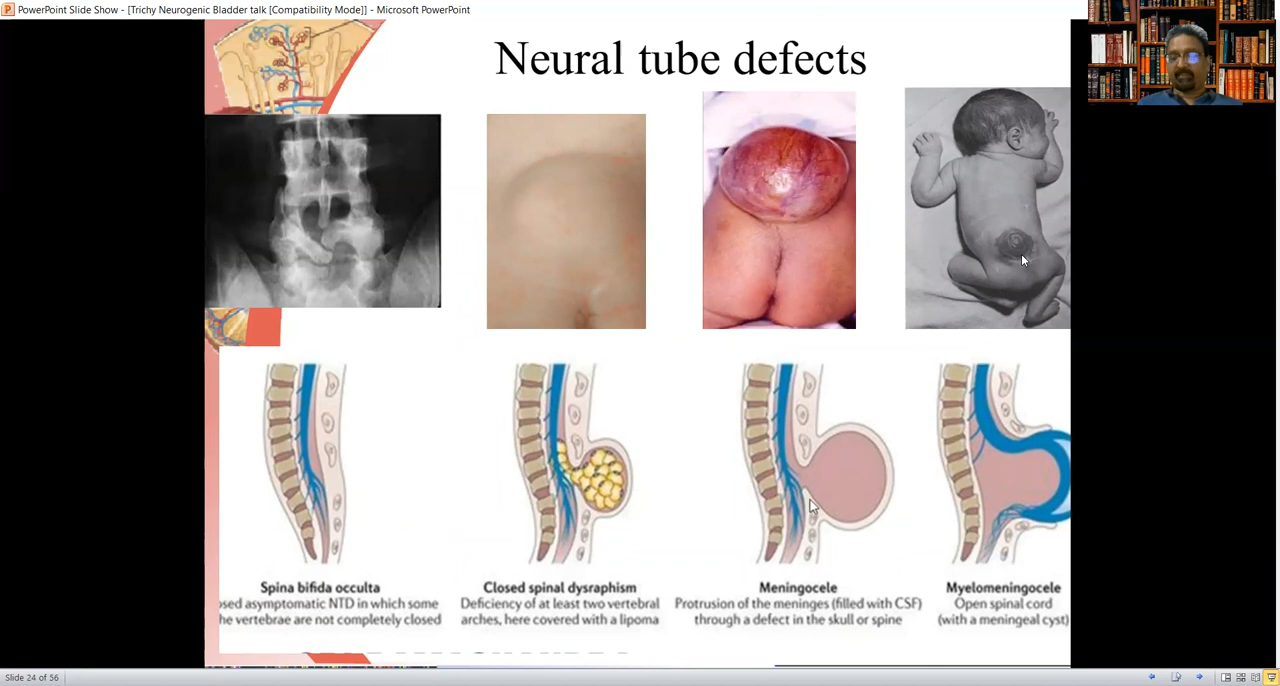 PowerPoint Slide Show - [Trichy Neurogenic Bladder talk [Compatibility Mode]] - Microsoft PowerPoint
Neural tube defects
Spina bifida occulta
sed asymptomatic NTD in which some
he vertebrae are not completely closed
Closed spinal dysraphism
Deficiency of at least two vertebral
arches, here covered with a lipoma
Meningocele
Protrusion of the meninges (filled with CSF)
through a defect in the skull or spine
Myelomeningocele
Open spinal cord
(with a meningeal cyst)
Slide 24 of 56